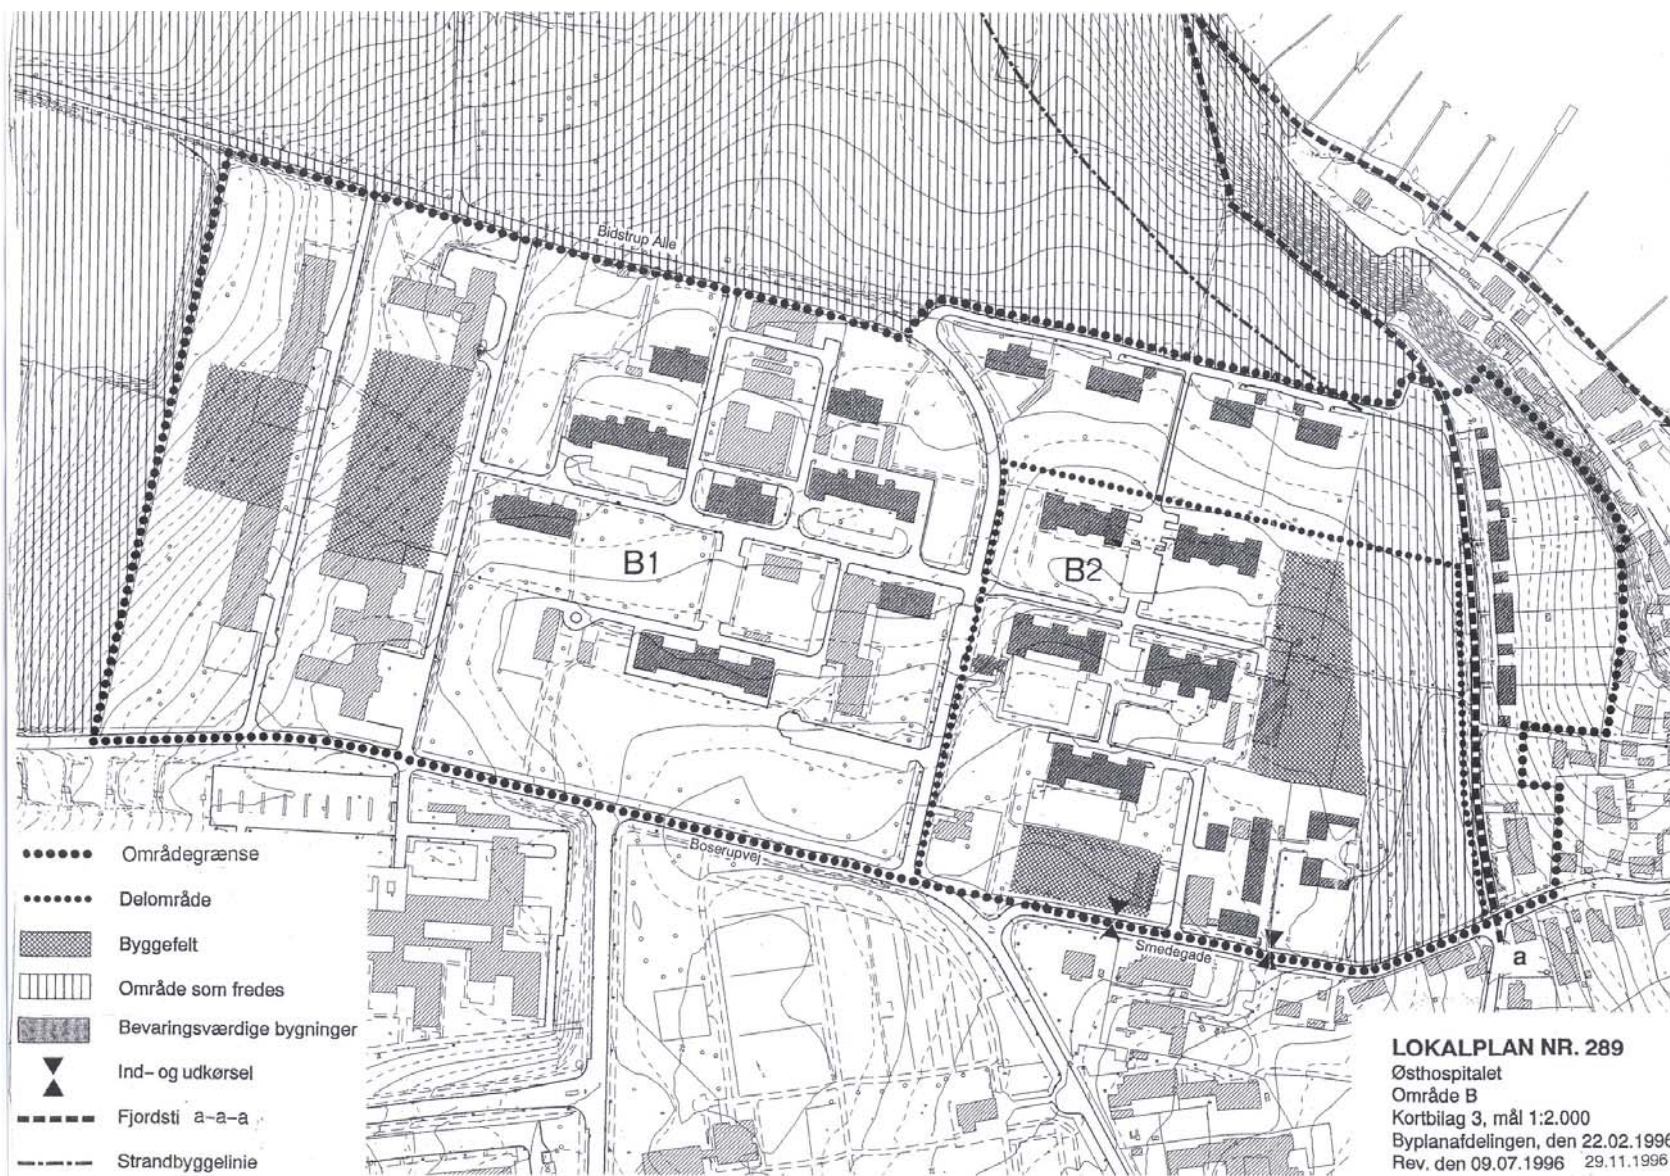 Bidstrup Alle
B1
B2
Boserupvej
Smedegade
a
Områdegrænse
Delområde
Byggefelt
Område som fredes
Bevaringsværdige bygninger
Ind- og udkørsel
Fjordsti a-a-a
Strandbyggelinie
LOKALPLAN NR. 289
Østhospitalet
Område B
Kortbilag 3, mål 1:2.000
Byplanafdelingen, den 22.02.1996
Rev. den 09.07.1996 29.11.1996